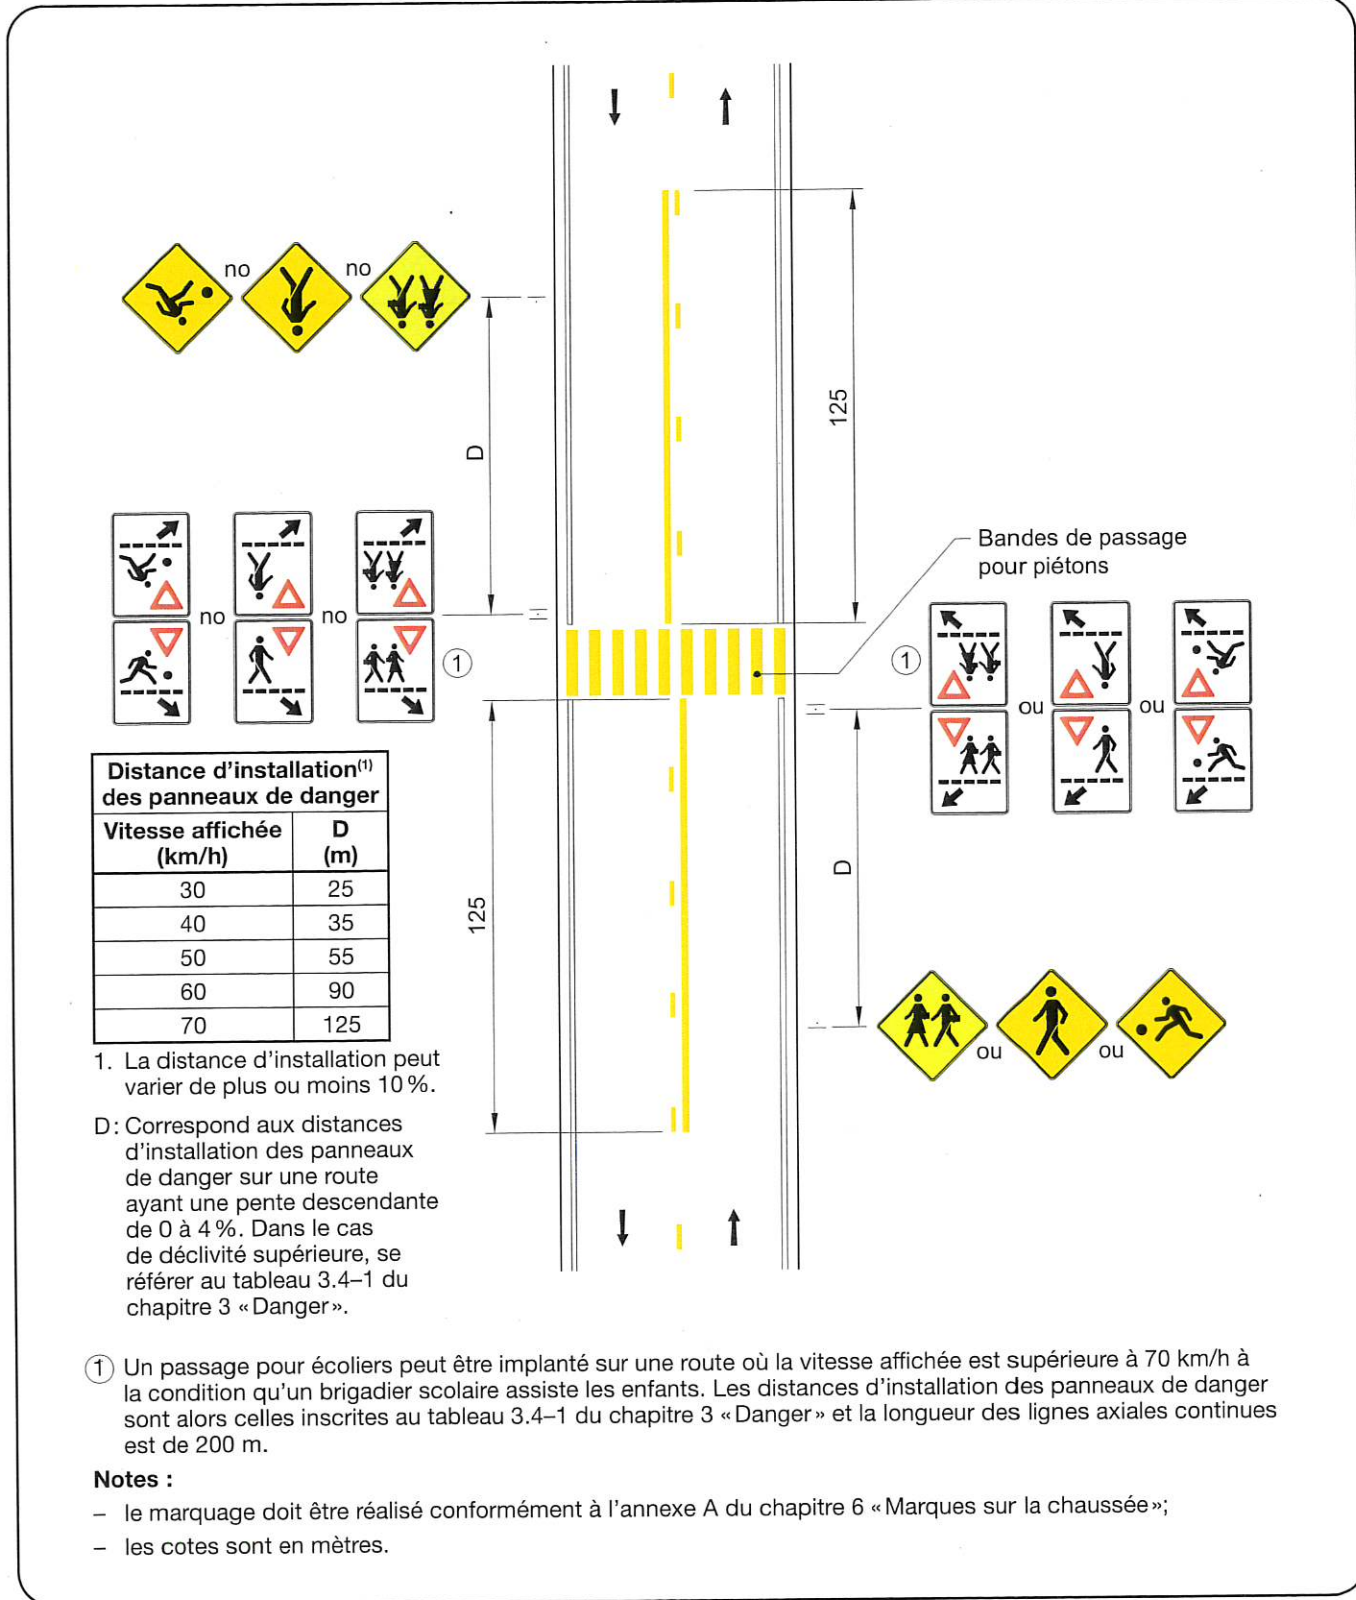 ou ou
D
125
ou ou
1
Bandes de passage
pour piétons
1
ou ou
Distance d'installation(1)
des panneaux de danger
Vitesse affichée
(km/h)
D
(m)
30 25
40 35
50 55
60 90
70 125
125
D
ou ou
1. La distance d'installation peut
varier de plus ou moins 10 %.
D : Correspond aux distances
d'installation des panneaux
de danger sur une route
ayant une pente descendante
de 0 à 4 %. Dans le cas
de déclivité supérieure, se
référer au tableau 3.4–1 du
chapitre 3 « Danger ».
1 Un passage pour écoliers peut être implanté sur une route où la vitesse affichée est supérieure à 70 km/h à
la condition qu'un brigadier scolaire assiste les enfants. Les distances d'installation des panneaux de danger
sont alors celles inscrites au tableau 3.4–1 du chapitre 3 « Danger » et la longueur des lignes axiales continues
est de 200 m.
Notes :
– le marquage doit être réalisé conformément à l'annexe A du chapitre 6 « Marques sur la chaussée »;
– les cotes sont en mètres.